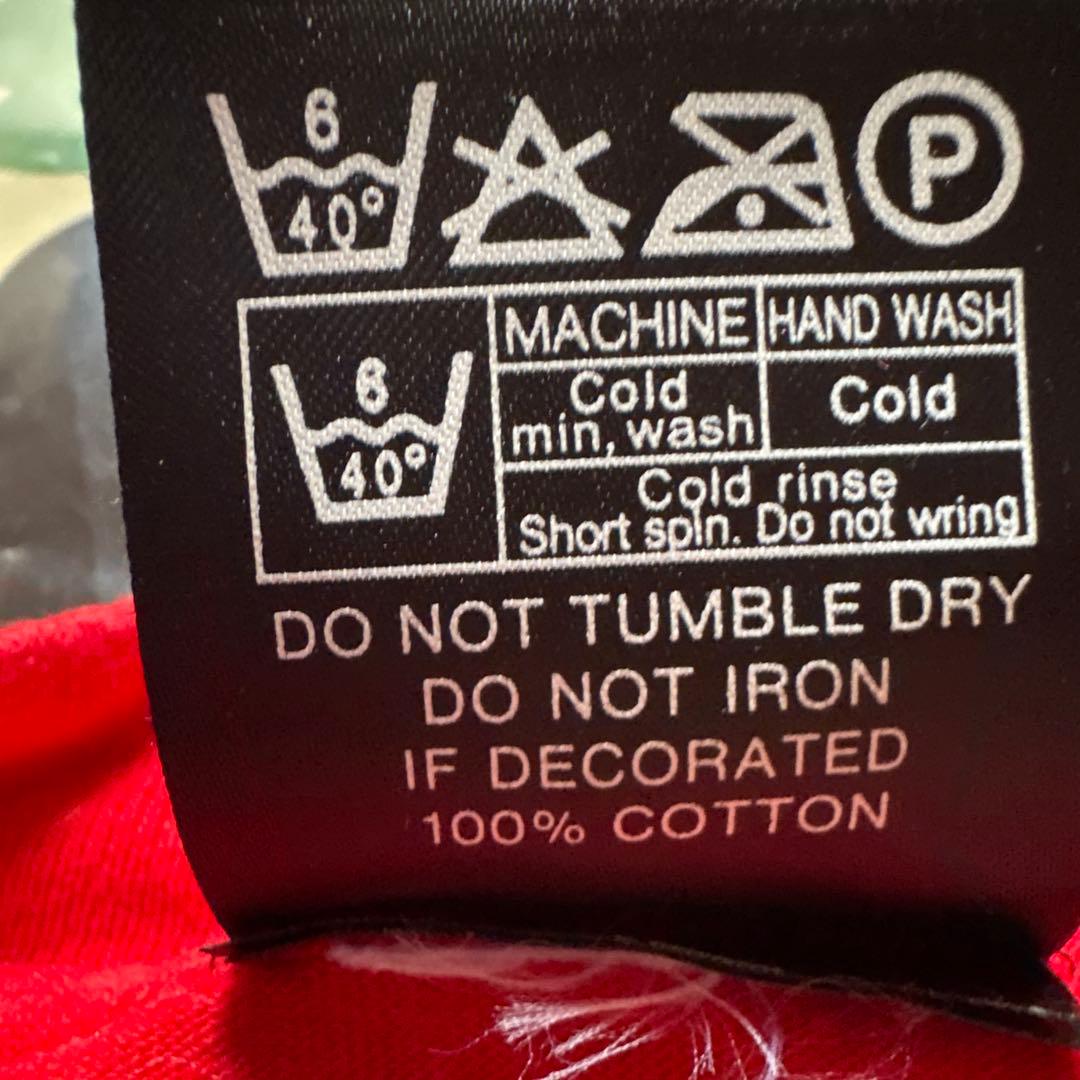 6
40°
P
MACHINE HAND WASH
6
40°
Cold
min, wash
Cold
Cold rinse
Short spin. Do not wring
DO NOT TUMBLE DRY
DO NOT IRON
IF DECORATED
100% COTTON